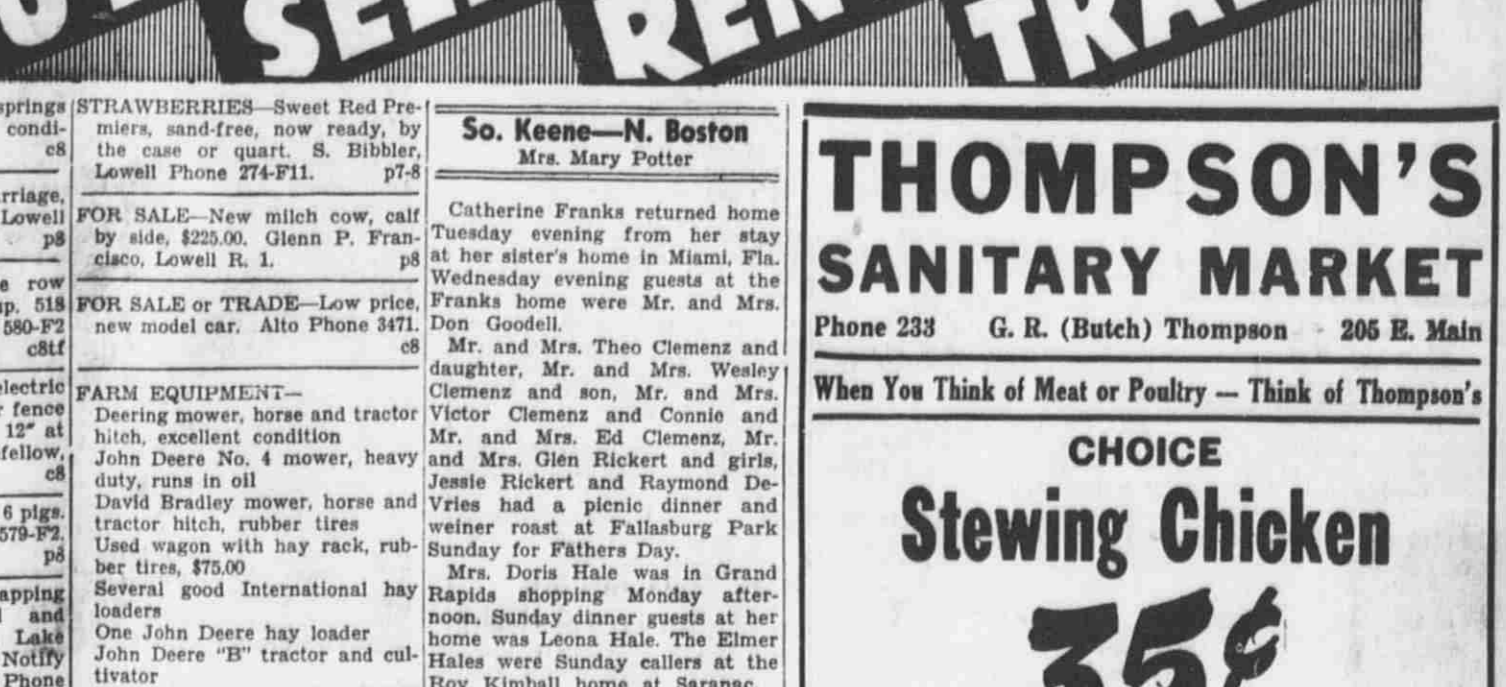 SE
REN
TRA
springs
condi-
c8
rriage,
Lowell
p8
e row
p. 518
580-F2
c8tf
electric
fence
12" at
fellow,
c8
6 pigs.
579-F2.
p8
apping
and
Lake
Notify
Phone
STRAWBERRIES—Sweet Red Pre-
miers, sand-free, now ready, by
the case or quart. S. Bibbler,
Lowell Phone 274-F11. p7-8
FOR SALE—New milch cow, calf
by side, $225.00. Glenn P. Fran-
cisco, Lowell R. 1. p8
FOR SALE or TRADE—Low price,
new model car. Alto Phone 3471.
c8
FARM EQUIPMENT—
Deering mower, horse and tractor
hitch, excellent condition
John Deere No. 4 mower, heavy
duty, runs in oil
David Bradley mower, horse and
tractor hitch, rubber tires
Used wagon with hay rack, rub-
ber tires, $75.00
Several good International hay
loaders
One John Deere hay loader
John Deere "B" tractor and cul-
tivator
So. Keene—N. Boston
Mrs. Mary Potter
Catherine Franks returned home
Tuesday evening from her stay
at her sister's home in Miami, Fla.
Wednesday evening guests at the
Franks home were Mr. and Mrs.
Don Goodell.
Mr. and Mrs. Theo Clemenz and
daughter, Mr. and Mrs. Wesley
Clemenz and son, Mr. and Mrs.
Victor Clemenz and Connie and
Mr. and Mrs. Ed Clemenz, Mr.
and Mrs. Glen Rickert and girls,
Jessie Rickert and Raymond De-
Vries had a picnic dinner and
weiner roast at Fallasburg Park
Sunday for Fathers Day.
Mrs. Doris Hale was in Grand
Rapids shopping Monday after-
noon. Sunday dinner guests at her
home was Leona Hale. The Elmer
Hales were Sunday callers at the
Roy Kimball home at Saranac.
THOMPSON'S
SANITARY MARKET
Phone 233 G. R. (Butch) Thompson 205 E. Main
When You Think of Meat or Poultry — Think of Thompson's
CHOICE
Stewing Chicken
35¢